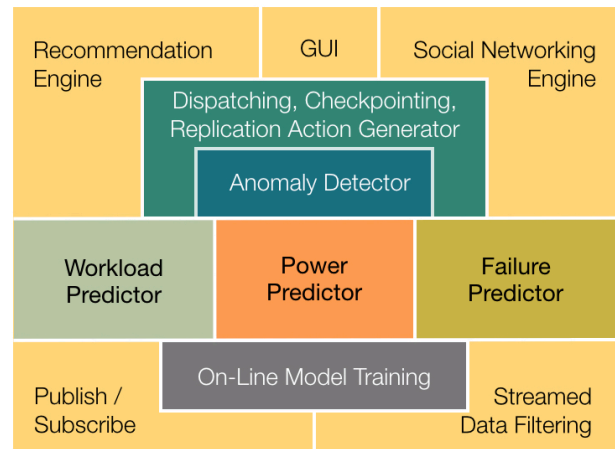 Recommendation
Engine
GUI
Social Networking
Engine
Dispatching, Checkpointing,
Replication Action Generator
Anomaly Detector
Workload
Predictor
Power
Predictor
Failure
Predictor
On-Line Model Training
Publish /
Subscribe
Streamed
Data Filtering